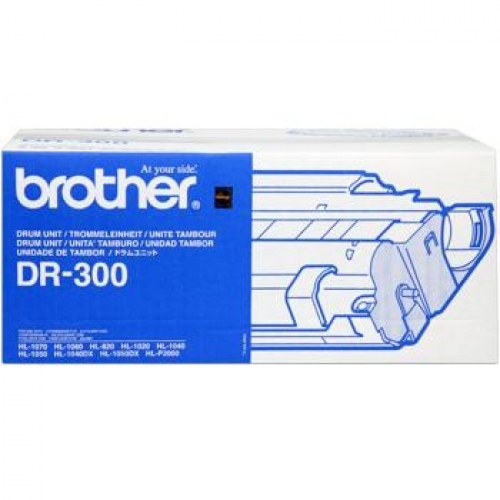 At your side.
brother
DRUM UNIT / TROMMELEINHEIT / UNITE TAMBOUR
DRUM UNIT / UNITA' TAMBURO / UNIDAD TAMBOR
UNIDADE DE TAMBOR / ドラムユニット
DR-300
HL-1070 HL-1060 HL-820 HL-1020 HL-1040
HL-1050 HL-1040DX HL-1050DX HL-P2000